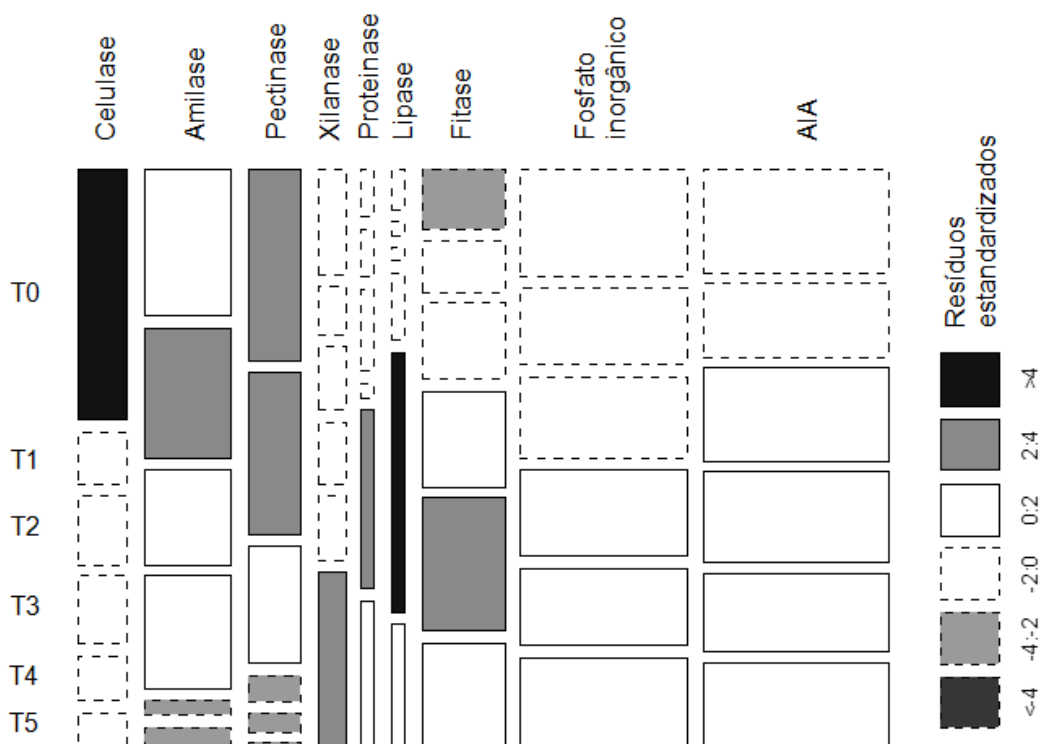 Celulase
Amilase
Pectinase
Xilanase
Proteinase
Lipase
Fitase
Fosfato
inorgânico
AIA
T0
T1
T2
T3
T4
T5
Resíduos
estandardizados
>4
2:4
0:2
-2:0
-4:-2
<-4